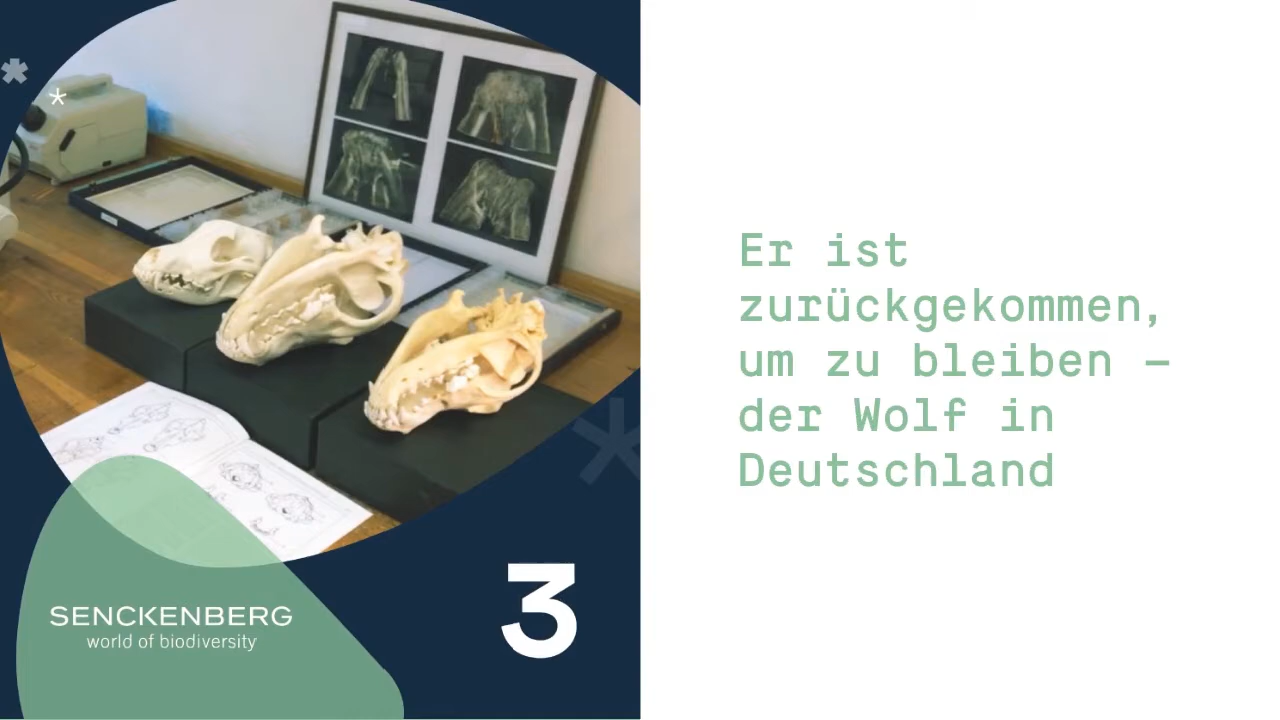 SENCKENBERG
world of biodiversity
3
Er ist
zurückgekommen,
um zu bleiben –
der Wolf in
Deutschland